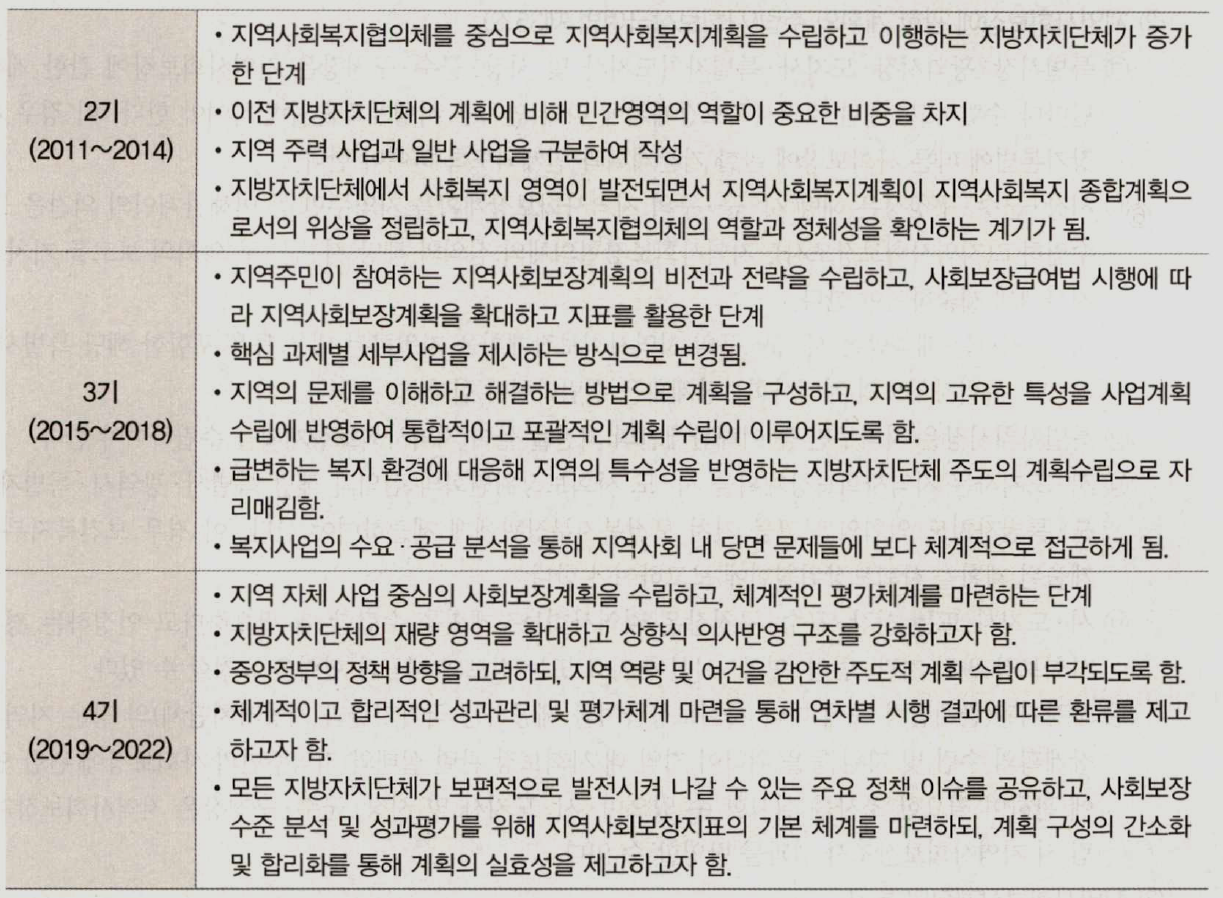 • 지역사회복지협의체를 중심으로 지역사회복지계획을 수립하고 이행하는 지방자치단체가 증가
한 단계
2기
(2011~2014)
• 이전 지방자치단체의 계획에 비해 민간영역의 역할이 중요한 비중을 차지
• 지역 주력 사업과 일반 사업을 구분하여 작성
• 지방자치단체에서 사회복지 영역이 발전되면서 지역사회복지계획이 지역사회복지 종합계획으
로서의 위상을 정립하고, 지역사회복지협의체의 역할과 정체성을 확인하는 계기가 됨.
• 지역주민이 참여하는 지역사회보장계획의 비전과 전략을 수립하고, 사회보장급여법 시행에 따
라 지역사회보장계획을 확대하고 지표를 활용한 단계
• 핵심 과제별 세부사업을 제시하는 방식으로 변경됨.
3기
(2015~2018)
• 지역의 문제를 이해하고 해결하는 방법으로 계획을 구성하고, 지역의 고유한 특성을 사업계획
수립에 반영하여 통합적이고 포괄적인 계획 수립이 이루어지도록 함.
• 급변하는 복지 환경에 대응해 지역의 특수성을 반영하는 지방자치단체 주도의 계획수립으로 자
리매김함.
• 복지사업의 수요·공급 분석을 통해 지역사회 내 당면 문제들에 보다 체계적으로 접근하게 됨.
• 지역 자체 사업 중심의 사회보장계획을 수립하고, 체계적인 평가체계를 마련하는 단계
• 지방자치단체의 재량 영역을 확대하고 상향식 의사반영 구조를 강화하고자 함.
• 중앙정부의 정책 방향을 고려하되, 지역 역량 및 여건을 감안한 주도적 계획 수립이 부각되도록 함.
4기
(2019~2022)
• 체계적이고 합리적인 성과관리 및 평가체계 마련을 통해 연차별 시행 결과에 따른 환류를 제고
하고자 함.
• 모든 지방자치단체가 보편적으로 발전시켜 나갈 수 있는 주요 정책 이슈를 공유하고, 사회보장
수준 분석 및 성과평가를 위해 지역사회보장지표의 기본 체계를 마련하되, 계획 구성의 간소화
및 합리화를 통해 계획의 실효성을 제고하고자 함.